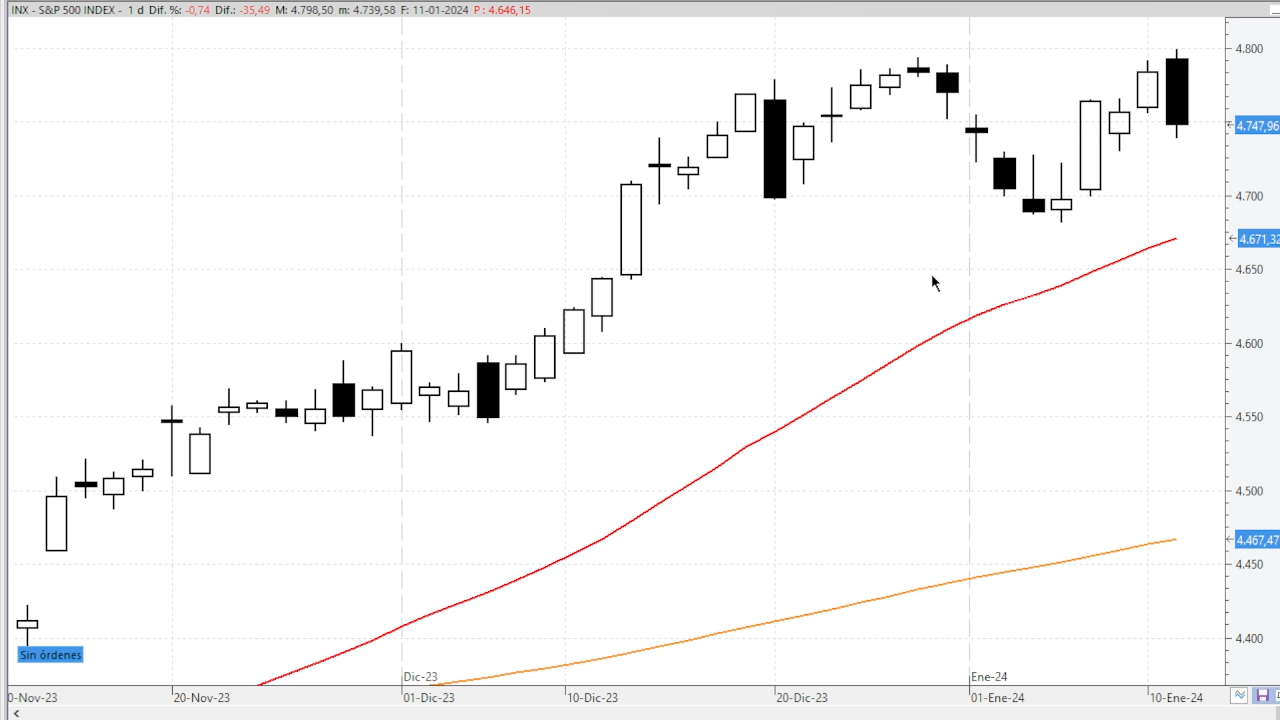 INX - S&P 500 INDEX - 1 d Dif. %: -0,74 Dif.: -35,49 M: 4.798,50 m: 4.739,58 F: 11-01-2024 P: 4.646,15
4.800
4.747,96
4.700
4.671,32
4.650
4.600
4.550
4.500
4.467,47
4.450
4.400
Sin órdenes
Dic-23
Ene-24
0-Nov-23
20-Nov-23
01-Dic-23
10-Dic-23
20-Dic-23
01-Ene-24
10-Ene-24